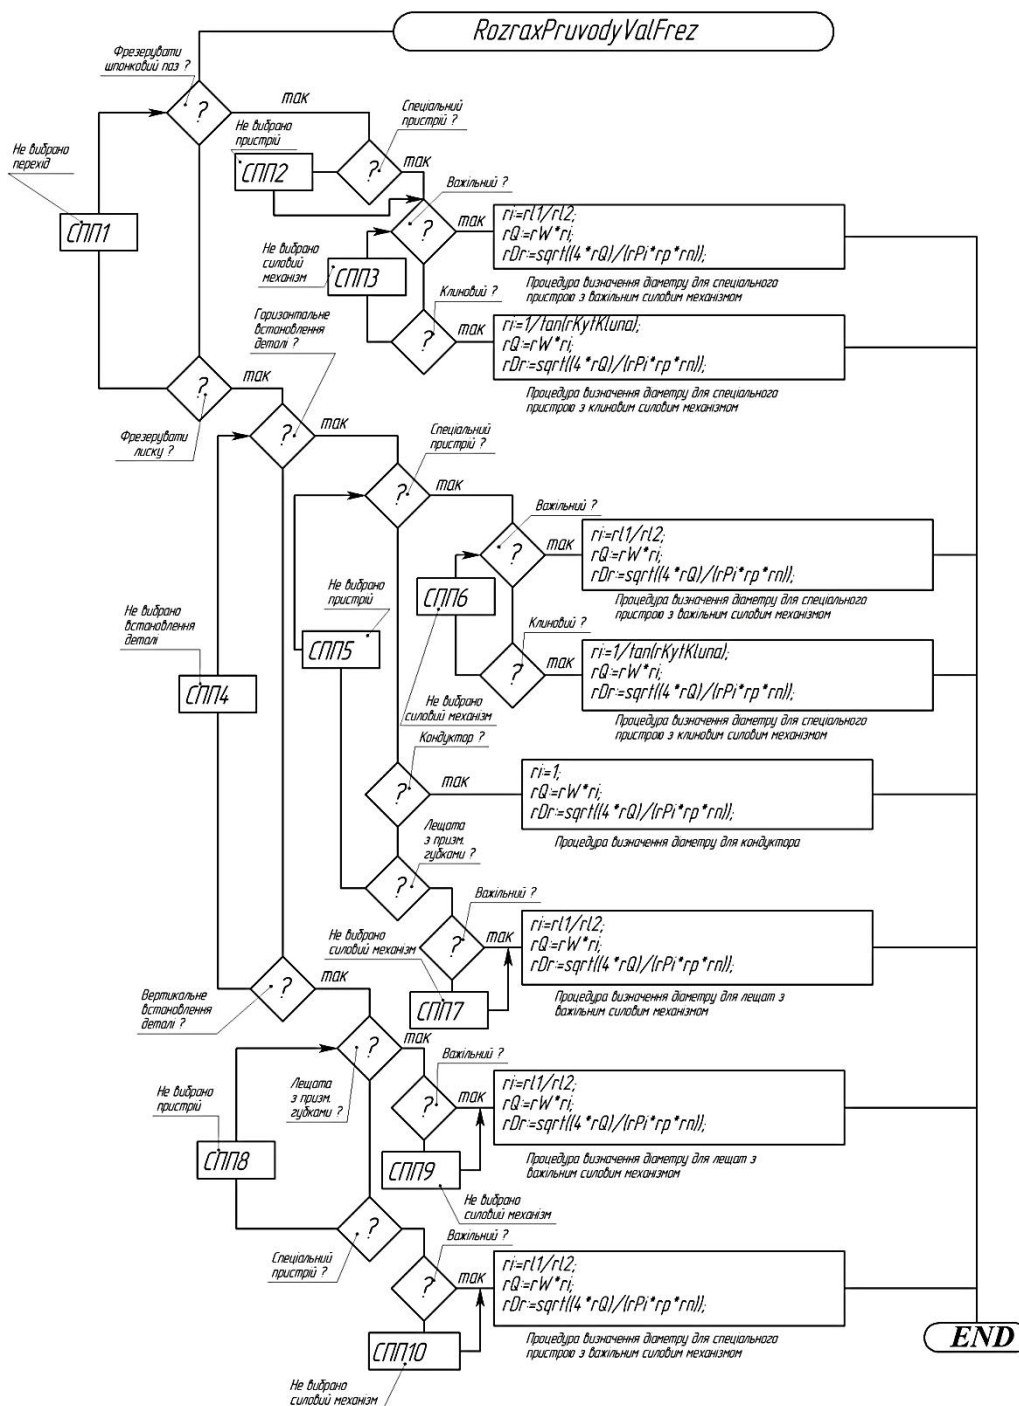 RozraxPruvodyValFrez
Фрезерувати
шпонковий паз ?
?
так
Спеціальний
пристрій ?
Не вибрано
перехід
Не вибрано
пристрій
СПП2
?
так
Важільний ?
СПП1
?
так
ri:=rl1/rl2;
rQ:=rW*ri;
rDr:=sqrt((4*rQ)/(rPi*rp*rn));
Не вибрано
силовий
механізм
СПП3
Процедура визначення діаметру для спеціального
пристрою з важільним силовим механізмом
Клиновий ?
?
так
ri:=1/tan(rKytKluna);
rQ:=rW*ri;
rDr:=sqrt((4*rQ)/(rPi*rp*rn));
Процедура визначення діаметру для спеціального
пристрою з клиновим силовим механізмом
Горизонтальне
встановлення
деталі ?
?
так
Фрезерувати
лиску ?
?
так
Спеціальний
пристрій ?
?
так
Важільний ?
?
так
ri:=rl1/rl2;
rQ:=rW*ri;
rDr:=sqrt((4*rQ)/(rPi*rp*rn));
Процедура визначення діаметру для спеціального
пристрою з важільним силовим механізмом
Не вибрано
пристрій
СПП6
Не вибрано
встановлення
деталі
СПП5
Клиновий ?
?
так
ri:=1/tan(rKytKluna);
rQ:=rW*ri;
rDr:=sqrt((4*rQ)/(rPi*rp*rn));
Процедура визначення діаметру для спеціального
пристрою з клиновим силовим механізмом
СПП4
Не вибрано
силовий механізм
Кондуктор ?
?
так
ri:=1;
rQ:=rW*ri;
rDr:=sqrt((4*rQ)/(rPi*rp*rn));
Процедура визначення діаметру для кондуктора
Лещата
з призм.
губками ?
?
Важільний ?
?
так
ri:=rl1/rl2;
rQ:=rW*ri;
rDr:=sqrt((4*rQ)/(rPi*rp*rn));
Процедура визначення діаметру для лещат з
важільним силовим механізмом
Не вибрано
силовий механізм
СПП7
Вертикальне
встановлення
деталі ?
?
так
?
так
Лещата
з призм.
губками ?
Важільний ?
?
так
ri:=rl1/rl2;
rQ:=rW*ri;
rDr:=sqrt((4*rQ)/(rPi*rp*rn));
Процедура визначення діаметру для лещат з
важільним силовим механізмом
Не вибрано
пристрій
СПП8
СПП9
Не вибрано
силовий механізм
Спеціальний
пристрій ?
?
так
Важільний ?
?
так
ri:=rl1/rl2;
rQ:=rW*ri;
rDr:=sqrt((4*rQ)/(rPi*rp*rn));
Процедура визначення діаметру для спеціального
пристрою з важільним силовим механізмом
СПП10
Не вибрано
силовий механізм
END